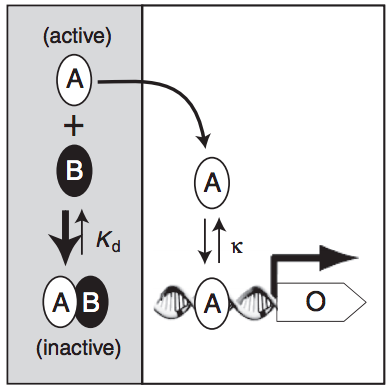 (active)
A
+
B
Kd
A B
(inactive)
A
κ
A
O